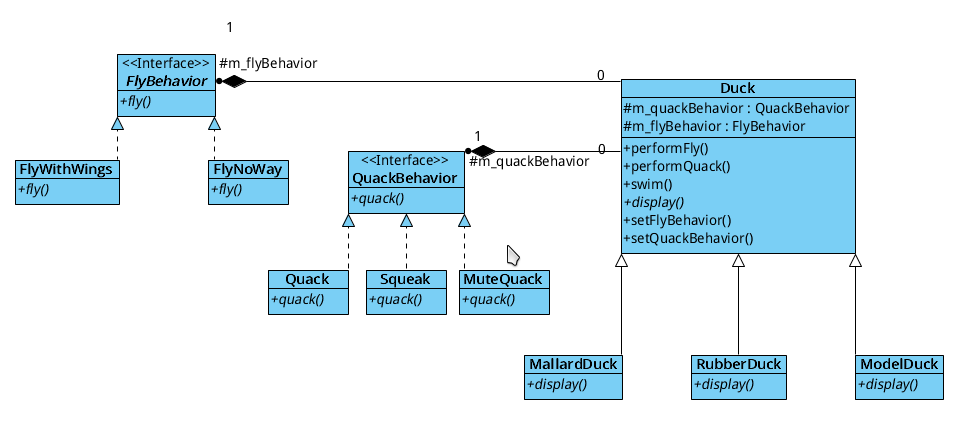 1
<<Interface>>
FlyBehavior
+fly()
#m_flyBehavior
0
FlyWithWings
+fly()
FlyNoWay
+fly()
1
0
#m_quackBehavior
<<Interface>>
QuackBehavior
+quack()
Quack
+quack()
Squeak
+quack()
MuteQuack
+quack()
Duck
#m_quackBehavior : QuackBehavior
#m_flyBehavior : FlyBehavior
+performFly()
+performQuack()
+swim()
+display()
+setFlyBehavior()
+setQuackBehavior()
MallardDuck
+display()
RubberDuck
+display()
ModelDuck
+display()